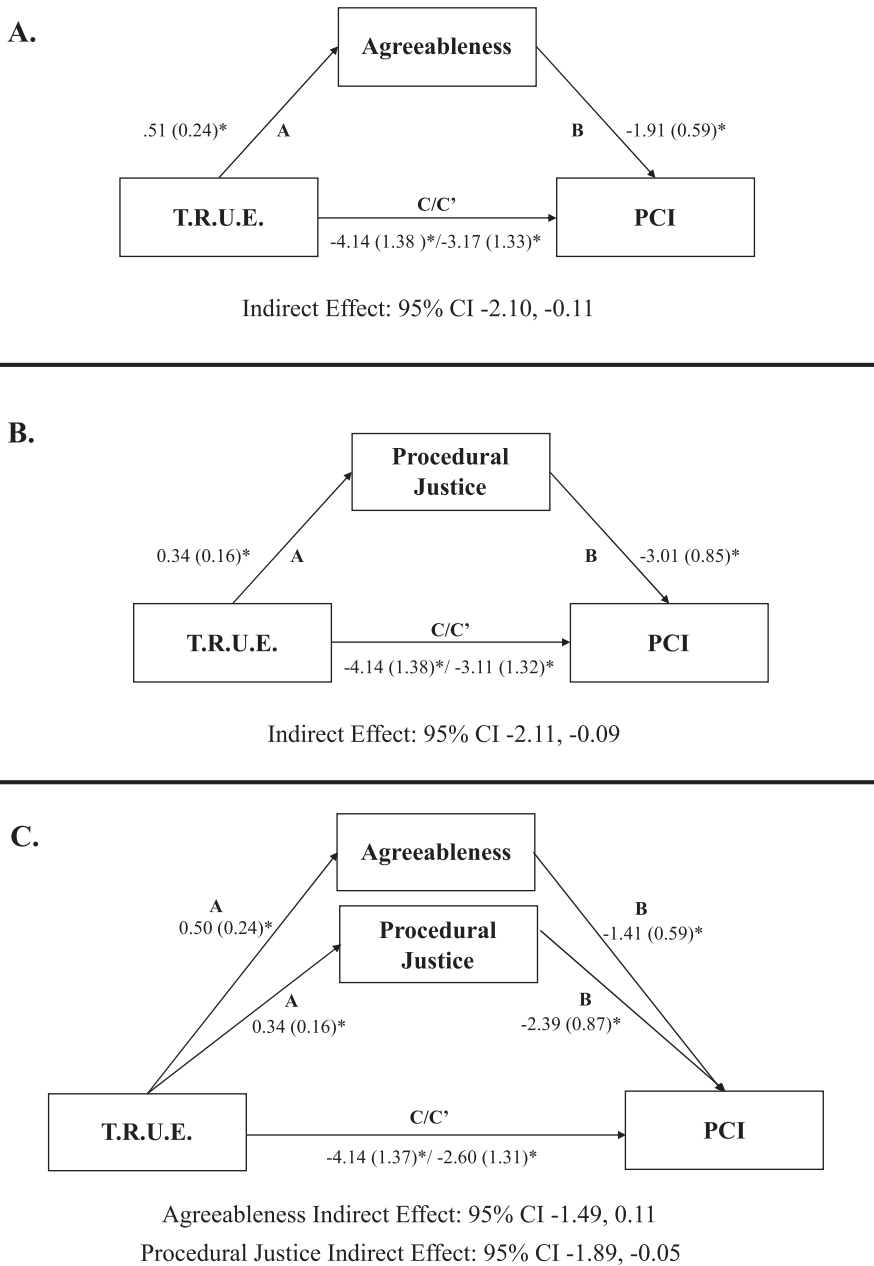 A.
Agreeableness
.51 (0.24)*
A
B
-1.91 (0.59)*
T.R.U.E.
C/C’
PCI
-4.14 (1.38 )*/-3.17 (1.33)*
Indirect Effect: 95% CI -2.10, -0.11
B.
Procedural
Justice
0.34 (0.16)*
A
B
-3.01 (0.85)*
T.R.U.E.
C/C’
PCI
-4.14 (1.38)*/ -3.11 (1.32)*
Indirect Effect: 95% CI -2.11, -0.09
C.
Agreeableness
A
0.50 (0.24)*
B
-1.41 (0.59)*
Procedural
Justice
A
0.34 (0.16)*
B
-2.39 (0.87)*
T.R.U.E.
C/C’
PCI
-4.14 (1.37)*/ -2.60 (1.31)*
Agreeableness Indirect Effect: 95% CI -1.49, 0.11
Procedural Justice Indirect Effect: 95% CI -1.89, -0.05